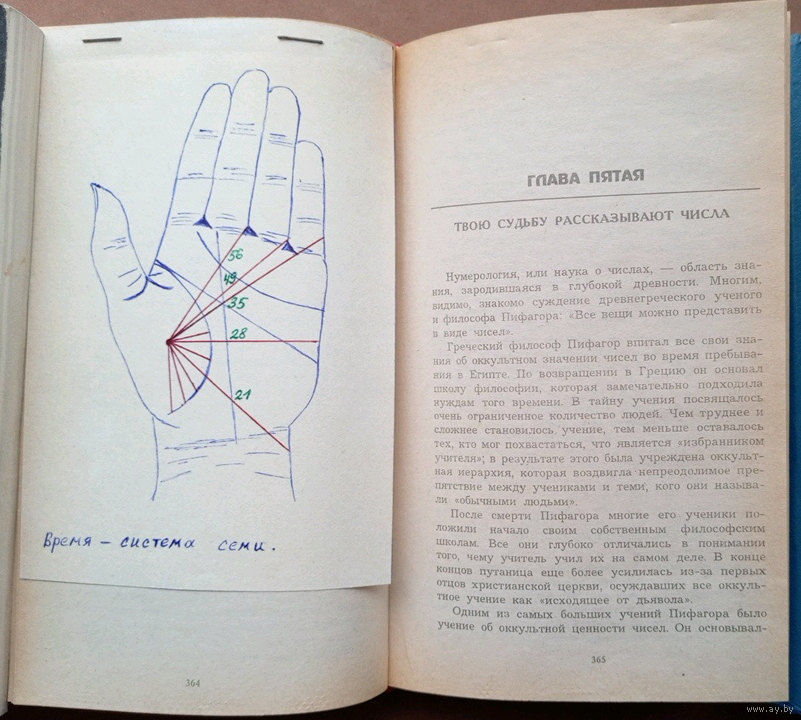 56
49
35
28
21
Время – система семи.
364
ГЛАВА ПЯТАЯ
ТВОЮ СУДЬБУ РАССКАЗЫВАЮТ ЧИСЛА
Нумерология, или наука о числах, — область зна-
ния, зародившаяся в глубокой древности. Многим,
видимо, знакомо суждение древнегреческого ученого
и философа Пифагора: «Все вещи можно представить
в виде чисел».
Греческий философ Пифагор впитал все свои зна-
ния об оккультном значении чисел во время пребыва-
ния в Египте. По возвращении в Грецию он основал
школу философии, которая замечательно подходила
нуждам того времени. В тайну учения посвящалось
очень ограниченное количество людей. Чем труднее и
сложнее становилось учение, тем меньше оставалось
тех, кто мог похвастаться, что является «избранником
учителя»; в результате этого была учреждена оккульт-
ная иерархия, которая воздвигла непреодолимое пре-
пятствие между учениками и теми, кого они называ-
ли «обычными людьми».
После смерти Пифагора многие его ученики по-
ложили начало своим собственным философским
школам. Все они глубоко отличались в понимании
того, чему учитель учил их на самом деле. В конце
концов путаница еще более усилилась из-за первых
отцов христианской церкви, осуждавших все оккуль-
тное учение как «исходящее от дьявола».
Одним из самых больших учений Пифагора было
учение об оккультной ценности чисел. Он основывал-
365
www.ay.by